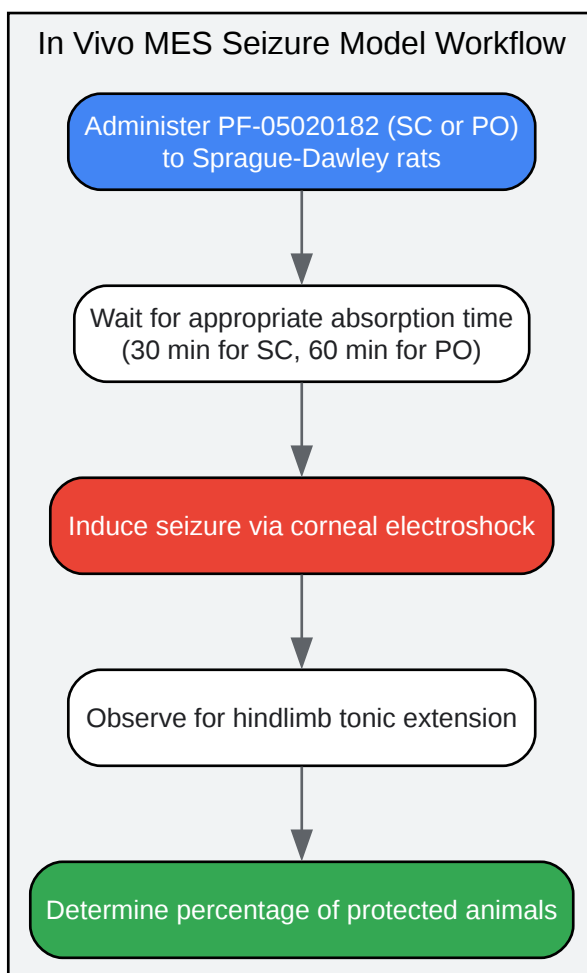 In Vivo MES Seizure Model Workflow
Administer PF-05020182 (SC or PO)
to Sprague-Dawley rats
Wait for appropriate absorption time
(30 min for SC, 60 min for PO)
Induce seizure via corneal electroshock
Observe for hindlimb tonic extension
Determine percentage of protected animals